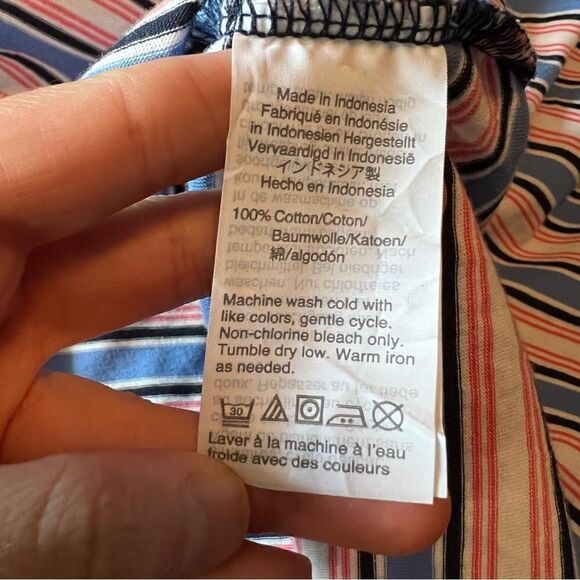 Made in Indonesia
Fabriqué en Indonésie
in Indonesien Hergestellt
Vervaardigd in Indonesië
インドネシア製
Hecho en Indonesia
100% Cotton/Coton/
Baumwolle/Katoen/
綿/algodón
Machine wash cold with
like colors, gentle cycle.
Non-chlorine bleach only.
Tumble dry low. Warm iron
as needed.
30
Laver à la machine à l'eau
froide avec des couleurs